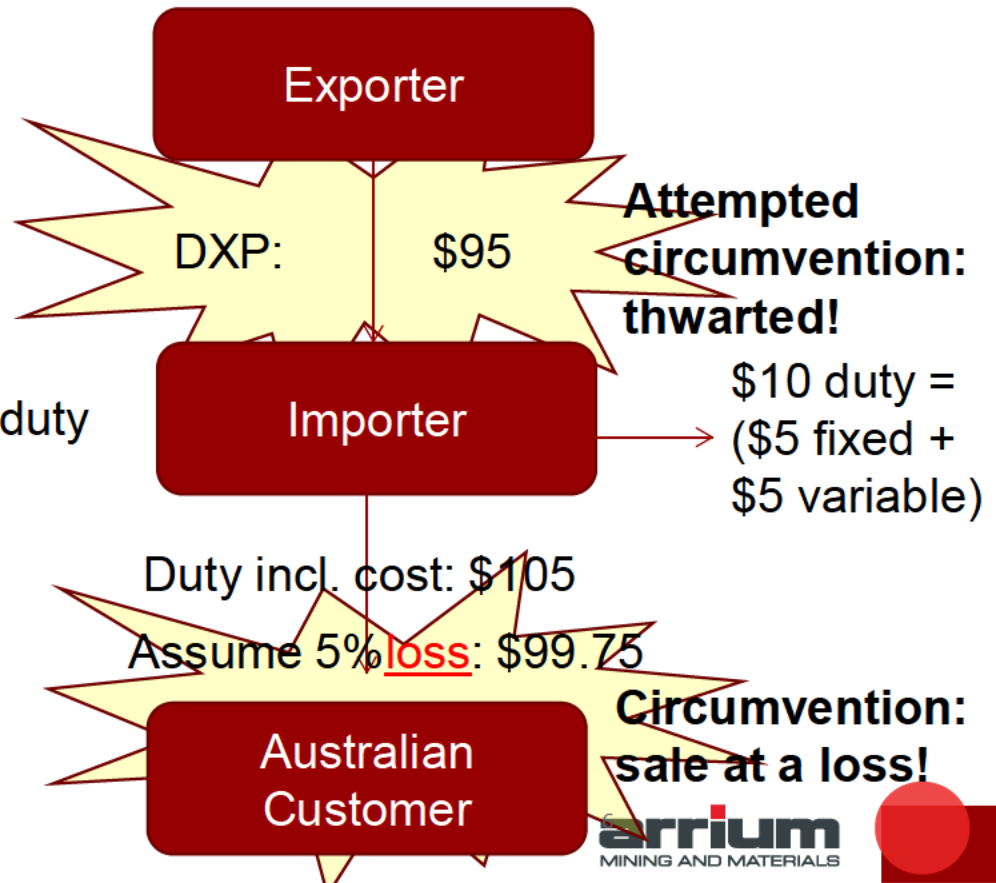 Exporter
DXP: $95
Attempted
circumvention:
thwarted!
duty
Importer
$10 duty =
($5 fixed +
$5 variable)
Duty incl. cost: $105
Assume 5% loss: $99.75
Australian
Customer
Circumvention:
sale at a loss!
arrium
MINING AND MATERIALS